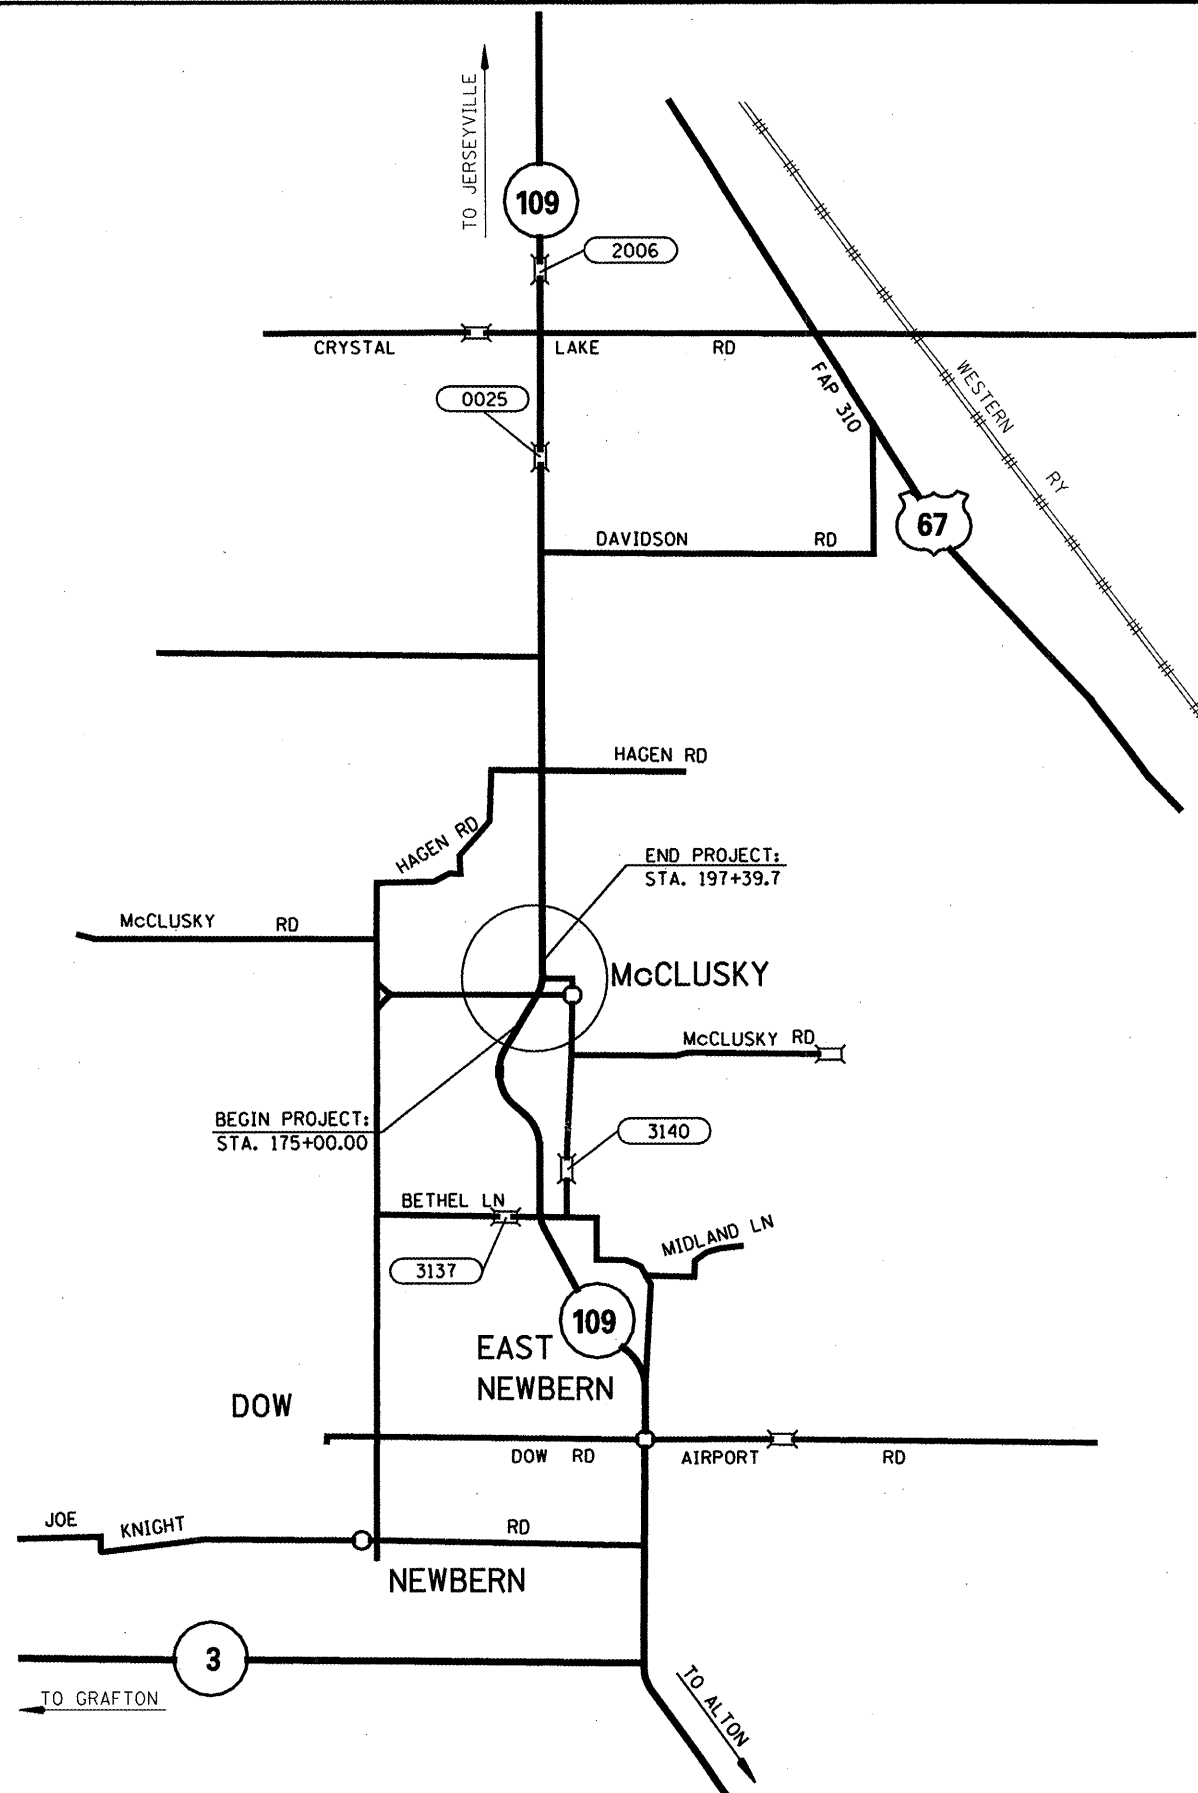 TO JERSEYVILLE
109
2006
CRYSTAL LAKE RD
FAP 310
WESTERN RY
0025
67
DAVIDSON RD
HAGEN RD
HAGEN RD
END PROJECT:
STA. 197+39.7
McCLUSKY RD
McCLUSKY
McCLUSKY RD
BEGIN PROJECT:
STA. 175+00.00
3140
BETHEL LN
MIDLAND LN
3137
109
EAST
NEWBERN
DOW
DOW RD
AIRPORT RD
JOE KNIGHT RD
NEWBERN
3
TO GRAFTON
TO ALTON